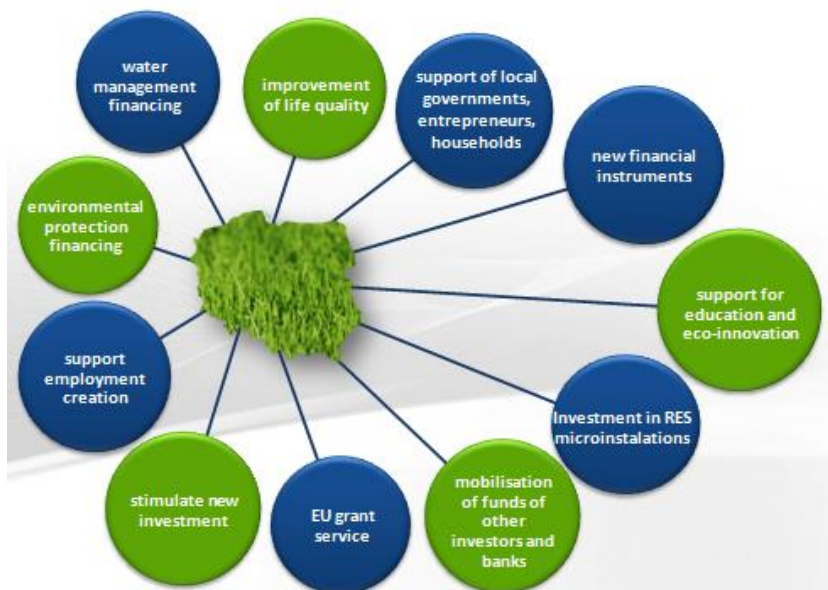 water
management
financing
improvement
of life quality
support of local
governments,
entrepreneurs,
households
new financial
instruments
environmental
protection
financing
support for
education and
eco-innovation
support
employment
creation
Investment in RES
microinstalations
stimulate new
investment
EU grant
service
mobilisation
of funds of
other
investors and
banks